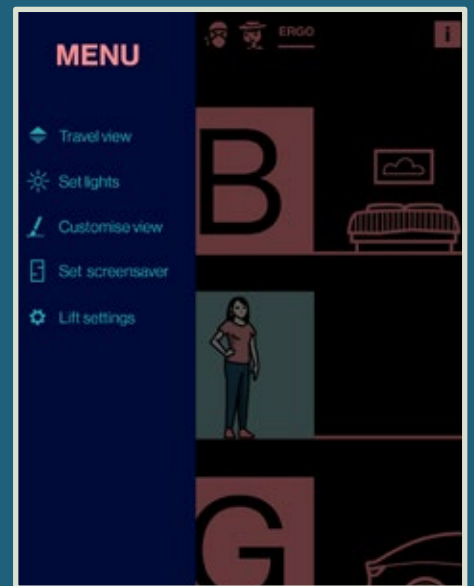 MENU
ERGO
i
Travel view
Set lights
Customise view
Set screensaver
Lift settings
B
G